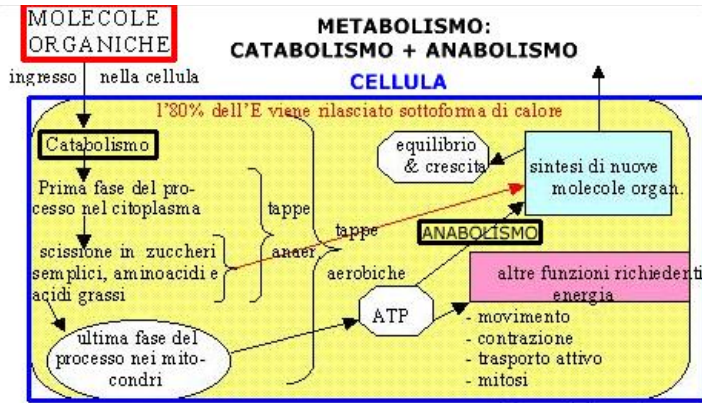 MOLECOLE
ORGANICHE
METABOLISMO:
CATABOLISMO + ANABOLISMO
ingresso nella cellula
CELLULA
l'80% dell'E viene rilasciato sottoforma di calore
Catabolismo
Prima fase del pro-
cesso nel citoplasma
scissione in zuccheri
semplici, aminoacidi e
acidi grassi
ultima fase del
processo nei mito-
condri
tappe
anaer.
tappe
aerobiche
ATP
equilibrio
& crescita
ANABOLISMO
sintesi di nuove
molecole organ.
altre funzioni richiedenti
energia
- movimento
- contrazione
- trasporto attivo
- mitosi